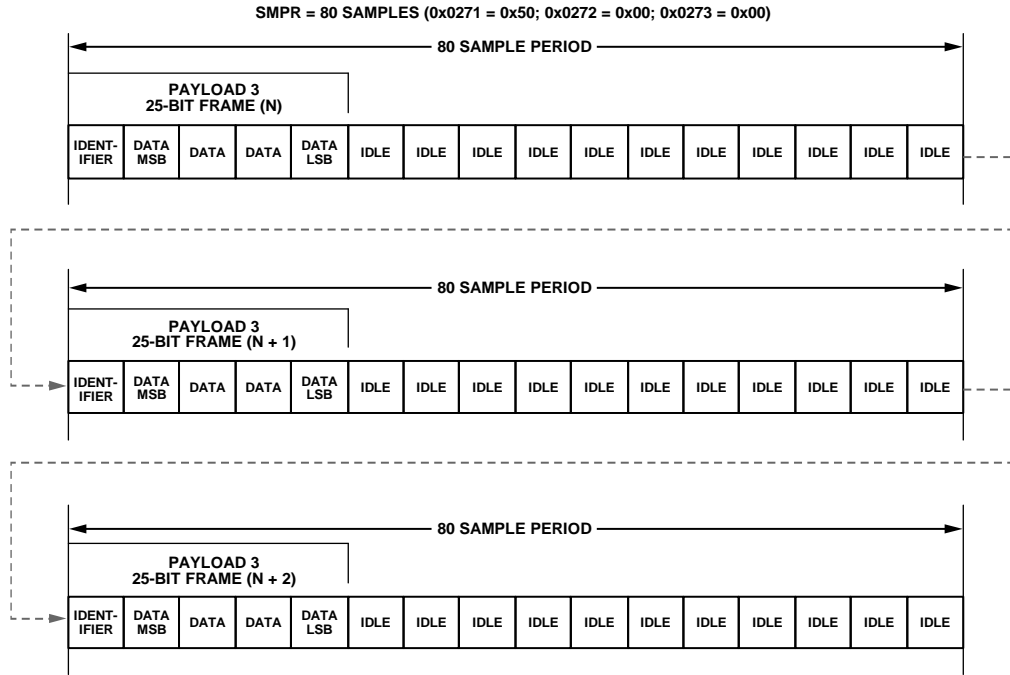 SMPR = 80 SAMPLES (0x0271 = 0x50; 0x0272 = 0x00; 0x0273 = 0x00)
80 SAMPLE PERIOD
PAYLOAD 3
25-BIT FRAME (N)
IDENT-
IFIER
DATA
MSB
DATA
DATA
DATA
LSB
IDLE
IDLE
IDLE
IDLE
IDLE
IDLE
IDLE
IDLE
IDLE
IDLE
IDLE
80 SAMPLE PERIOD
PAYLOAD 3
25-BIT FRAME (N + 1)
IDENT-
IFIER
DATA
MSB
DATA
DATA
DATA
LSB
IDLE
IDLE
IDLE
IDLE
IDLE
IDLE
IDLE
IDLE
IDLE
IDLE
IDLE
80 SAMPLE PERIOD
PAYLOAD 3
25-BIT FRAME (N + 2)
IDENT-
IFIER
DATA
MSB
DATA
DATA
DATA
LSB
IDLE
IDLE
IDLE
IDLE
IDLE
IDLE
IDLE
IDLE
IDLE
IDLE
IDLE